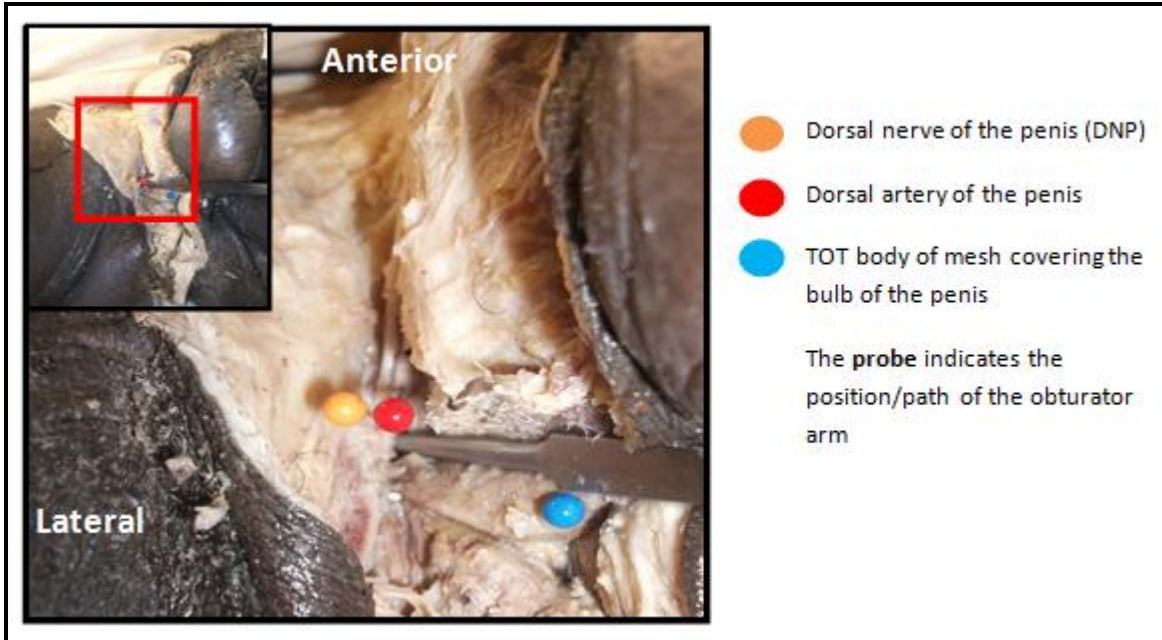 Anterior
Lateral
Dorsal nerve of the penis (DNP)
Dorsal artery of the penis
TOT body of mesh covering the
bulb of the penis
The probe indicates the
position/path of the obturator
arm